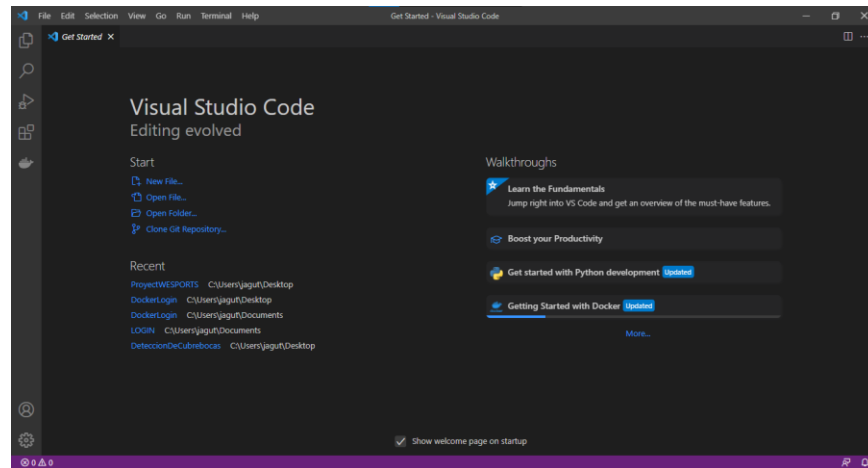 File Edit Selection View Go Run Terminal Help
Get Started - Visual Studio Code
Get Started
Visual Studio Code
Editing evolved
Start
New File...
Open File...
Open Folder...
Clone Git Repository...
Recent
ProyectWESPORTS C:\Users\jagut\Desktop
DockerLogin C:\Users\jagut\Desktop
DockerLogin C:\Users\jagut\Documents
LOGIN C:\Users\jagut\Documents
DeteccionDeCubrebocas C:\Users\jagut\Desktop
Walkthroughs
Learn the Fundamentals
Jump right into VS Code and get an overview of the must-have features.
Boost your Productivity
Get started with Python development Updated
Getting Started with Docker Updated
More...
Show welcome page on startup
0 0